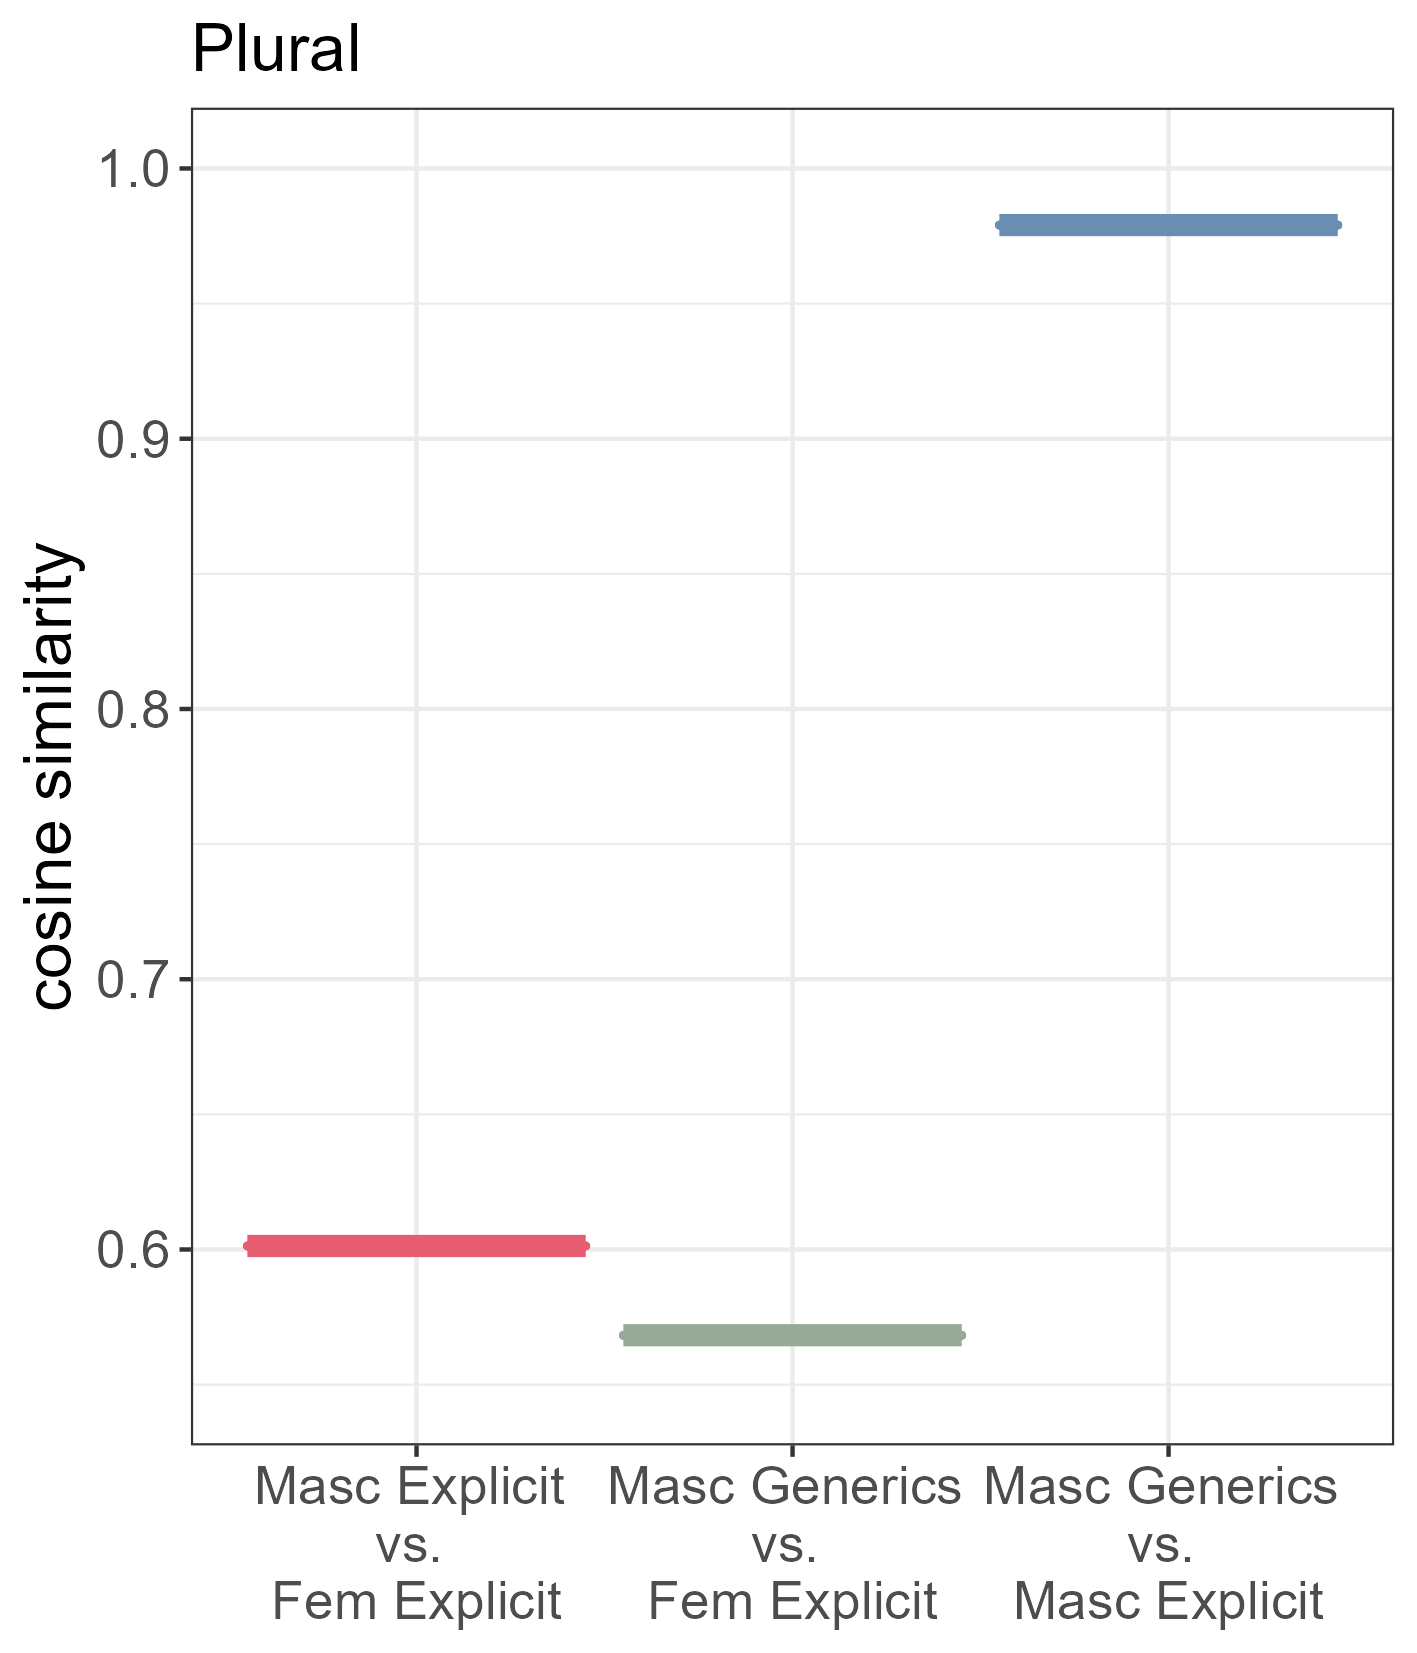 Plural
cosine similarity
1.0
0.9
0.8
0.7
0.6
Masc Explicit
vs.
Fem Explicit
Masc Generics
vs.
Fem Explicit
Masc Generics
vs.
Masc Explicit